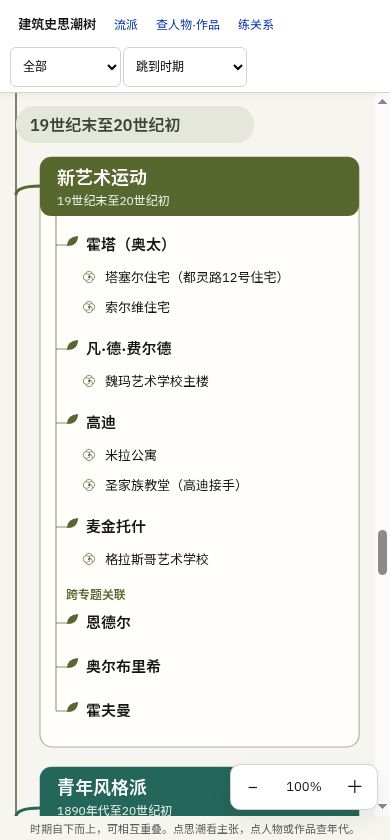 建筑史思潮树 流派 查人物·作品 练关系
全部 跳到时期
19世纪末至20世纪初
新艺术运动
19世纪末至20世纪初
霍塔（奥太）
塔塞尔住宅（都灵路12号住宅）
索尔维住宅
凡·德·费尔德
魏玛艺术学校主楼
高迪
米拉公寓
圣家族教堂（高迪接手）
麦金托什
格拉斯哥艺术学校
跨专题关联
恩德尔
奥尔布里希
霍夫曼
青年风格派
1890年代至20世纪初
− 100% +
时期自下而上，可相互重叠。点思潮看主张，点人物或作品查年代。